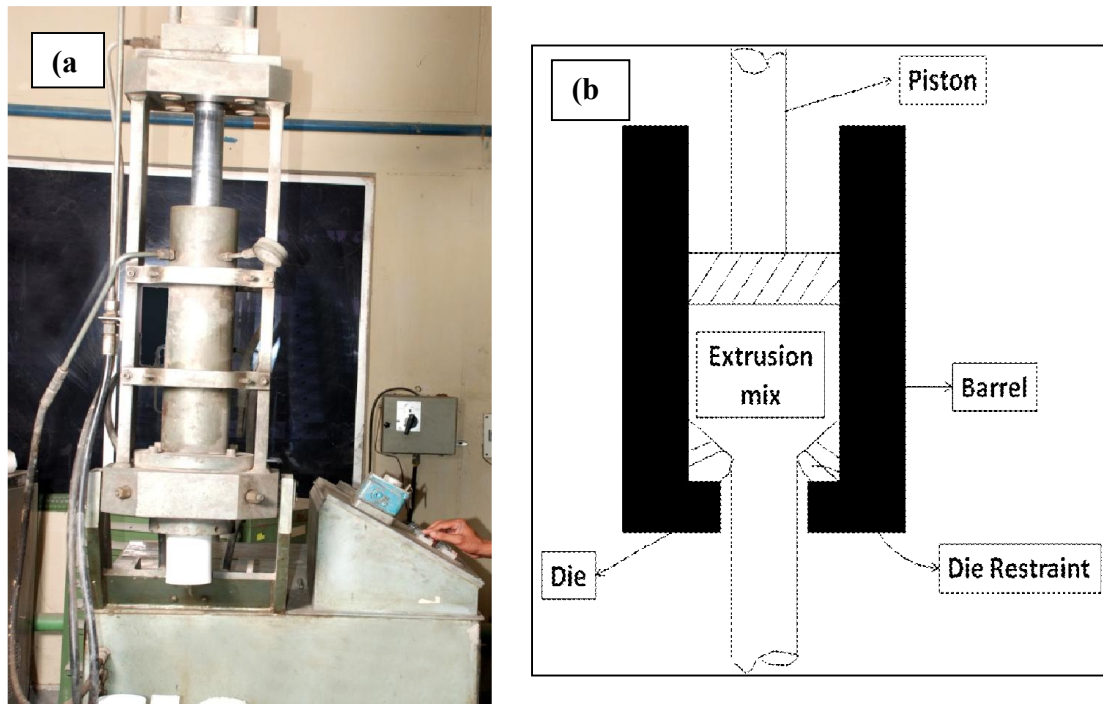 (a
(b
Piston
Extrusion
mix
Barrel
Die
Die Restraint